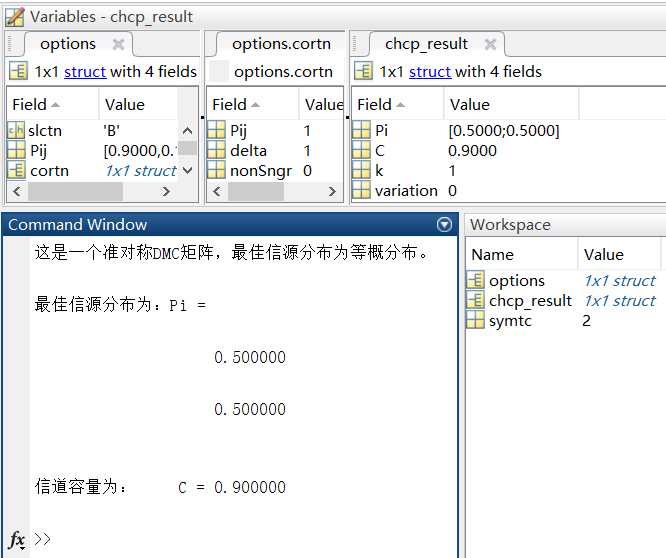 Variables - chcp_result
options
1x1 struct with 4 fields
Field Value
slctn 'B'
Pij [0.9000,0.
cortn 1x1 struct
options.cortn
options.cortn
Field Value
Pij 1
delta 1
nonSngr 0
chcp_result
1x1 struct with 4 fields
Field Value
Pi [0.5000;0.5000]
C 0.9000
k 1
variation 0
Command Window
这是一个准对称DMC矩阵，最佳信源分布为等概分布。
最佳信源分布为：Pi =
0.500000
0.500000
信道容量为： C = 0.900000
fx >>
Workspace
Name Value
options 1x1 struct
chcp_result 1x1 struct
symtc 2